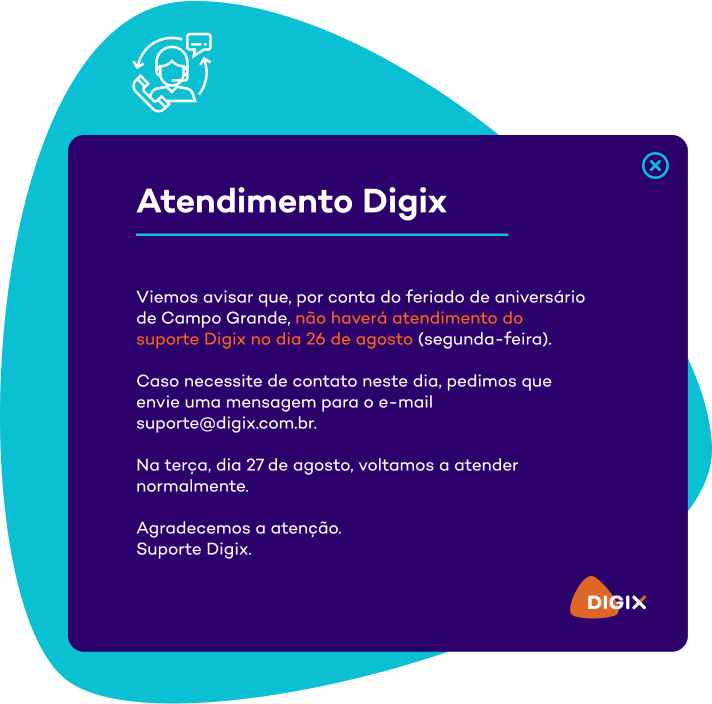 Atendimento Digix
Viemos avisar que, por conta do feriado de aniversário
de Campo Grande, não haverá atendimento do
suporte Digix no dia 26 de agosto (segunda-feira).
Caso necessite de contato neste dia, pedimos que
envie uma mensagem para o e-mail
suporte@digix.com.br.
Na terça, dia 27 de agosto, voltamos a atender
normalmente.
Agradecemos a atenção.
Suporte Digix.
DIGIX